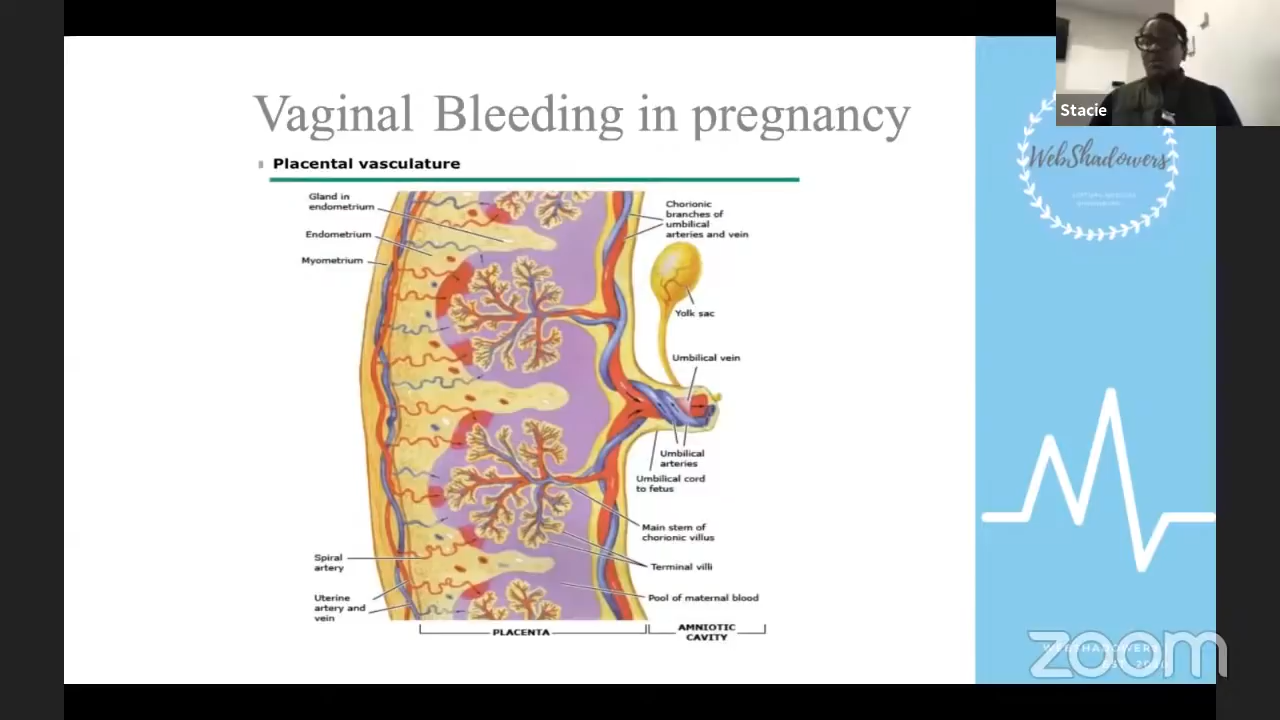 Vaginal Bleeding in pregnancy
Placental vasculature
Gland in
endometrium
Endometrium
Myometrium
Chorionic
branches of
umbilical
arteries and vein
Yolk sac
Umbilical vein
Umbilical
arteries
Umbilical cord
to fetus
Main stem of
chorionic villus
Terminal villi
Pool of maternal blood
Spiral
artery
Uterine
artery and
vein
PLACENTA
AMNIOTIC
CAVITY
Stacie
WebShadowers
zoom